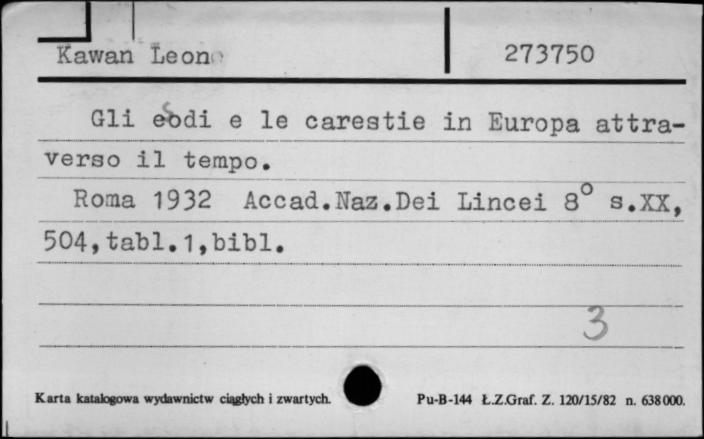 Kawan Leon 273750
Gli esodi e le carestie in Europa attra-
verso il tempo.
Roma 1932 Accad.Naz.Dei Lincei 8° s.XX,
504,tabl.1,bibl.
3
Karta katalogowa wydawnictw ciągłych i zwartych. Pu-B-144 Ł.Z.Graf. Z. 120/15/82 n. 638000.